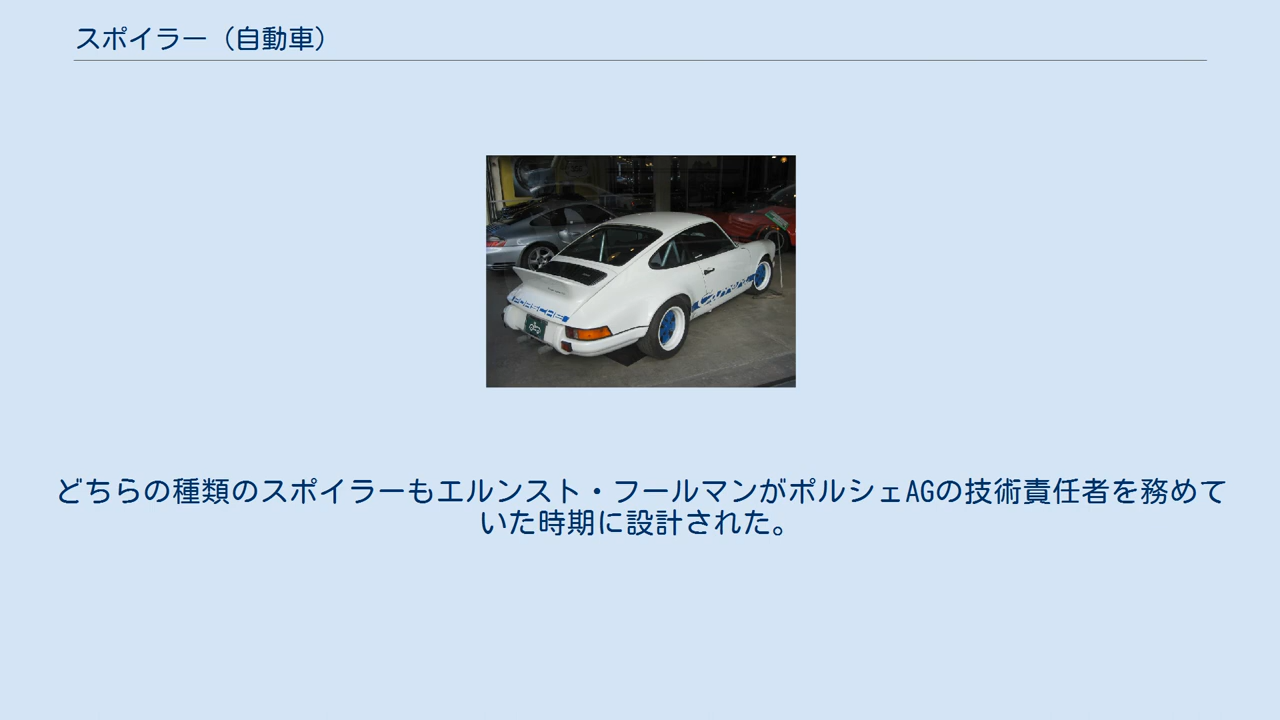 スポイラー（自動車）
PORSCHE
Carrera
どちらの種類のスポイラーもエルンスト・フールマンがポルシェAGの技術責任者を務めて
いた時期に設計された。